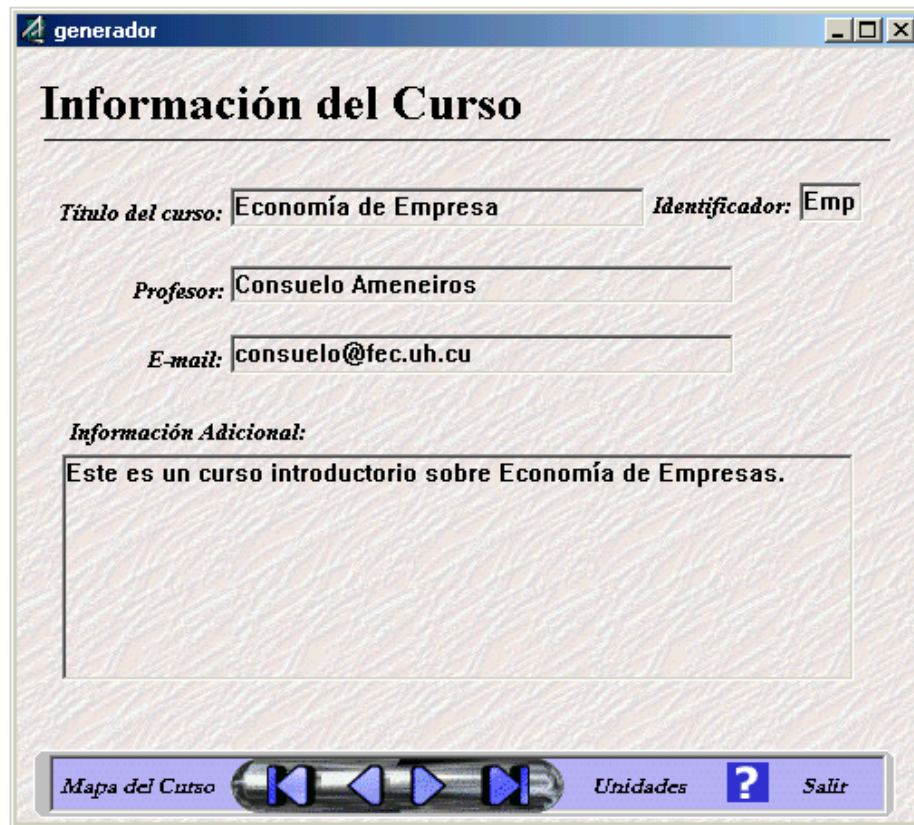 generador
Información del Curso
Título del curso: Economía de Empresa Identificador: Emp
Profesor: Consuelo Ameneiros
E-mail: consuelo@fec.uh.cu
Información Adicional:
Este es un curso introductorio sobre Economía de Empresas.
Mapa del Curso Unidades ? Salir